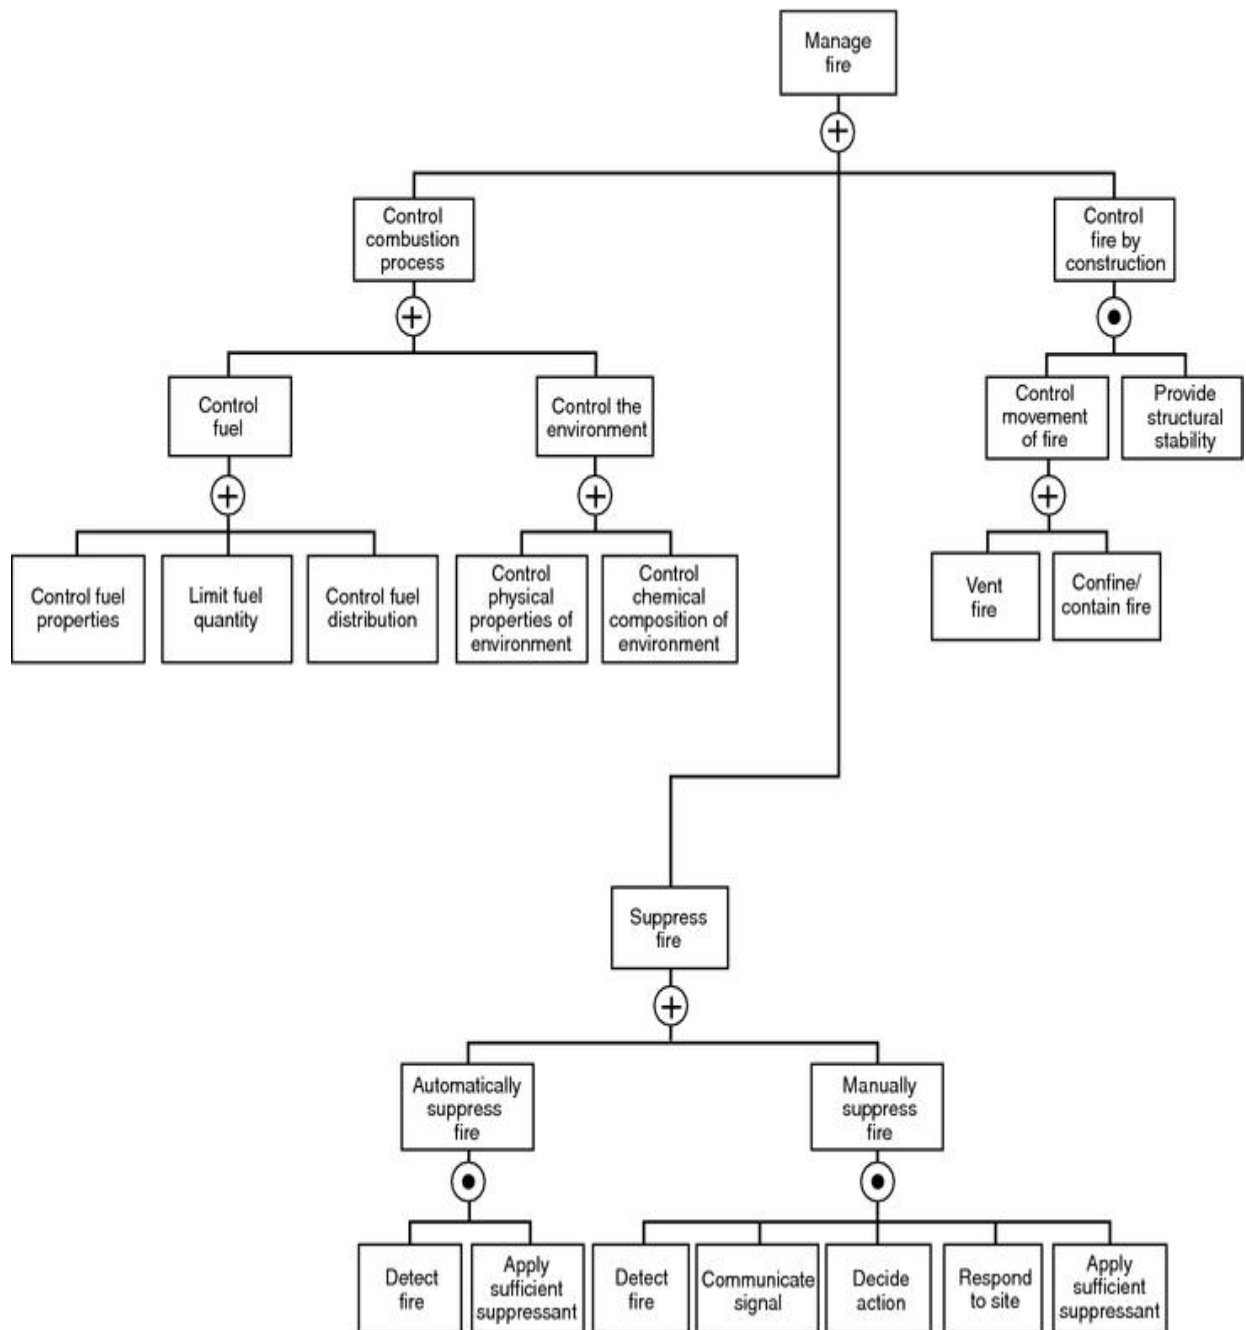 Manage
fire
Control
combustion
process
Control
fire by
construction
Control
fuel
Control the
environment
Control
movement
of fire
Provide
structural
stability
Control fuel
properties
Limit fuel
quantity
Control fuel
distribution
Control
physical
properties of
environment
Control
chemical
composition of
environment
Vent
fire
Confine/
contain fire
Suppress
fire
Automatically
suppress
fire
Manually
suppress
fire
Detect
fire
Apply
sufficient
suppressant
Detect
fire
Communicate
signal
Decide
action
Respond
to site
Apply
sufficient
suppressant